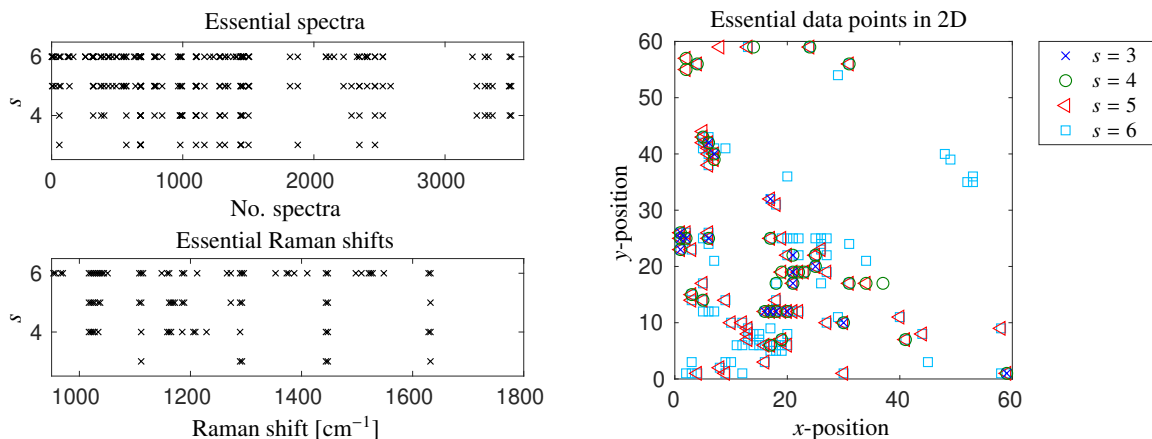 Essential spectra
6
4
s
0
1000
2000
3000
No. spectra
Essential Raman shifts
6
4
s
1000
1200
1400
1600
1800
Raman shift [cm⁻¹]
Essential data points in 2D
60
50
40
30
20
10
0
y-position
0
20
40
60
x-position
s = 3
s = 4
s = 5
s = 6